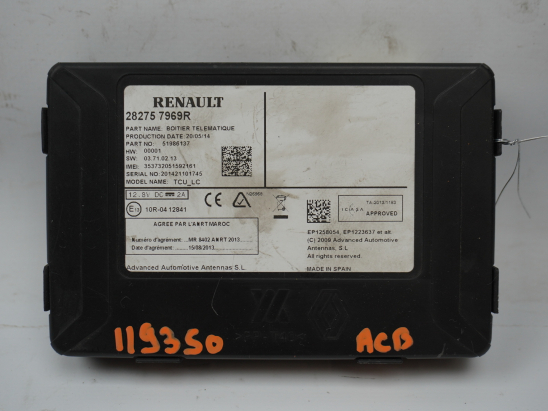 RENAULT
28275 7969R
PART NAME: BOITIER TELEMATIQUE
PRODUCTION DATE: 20/05/14
PART NO: 51986137
HW: 00001
SW: 03.71.02.13
IMEI: 353732051592161
SERIAL NO: 201421101745
MODEL NAME: TCU_LC
12.8V DC 2A
E13 10R-04 12841
AGREE PAR L'ANRT MAROC
Numéro d'agrément: MR 8402 ANRT 2013
Date d'agrément: 15/08/2013
Advanced Automotive Antennas S.L
I C A S A
APPROVED
EP1258054, EP1223637 et alt.
(C) 2009 Advanced Automotive
Antennas, S.L
All rights reserved.
MADE IN SPAIN
119350
ACB